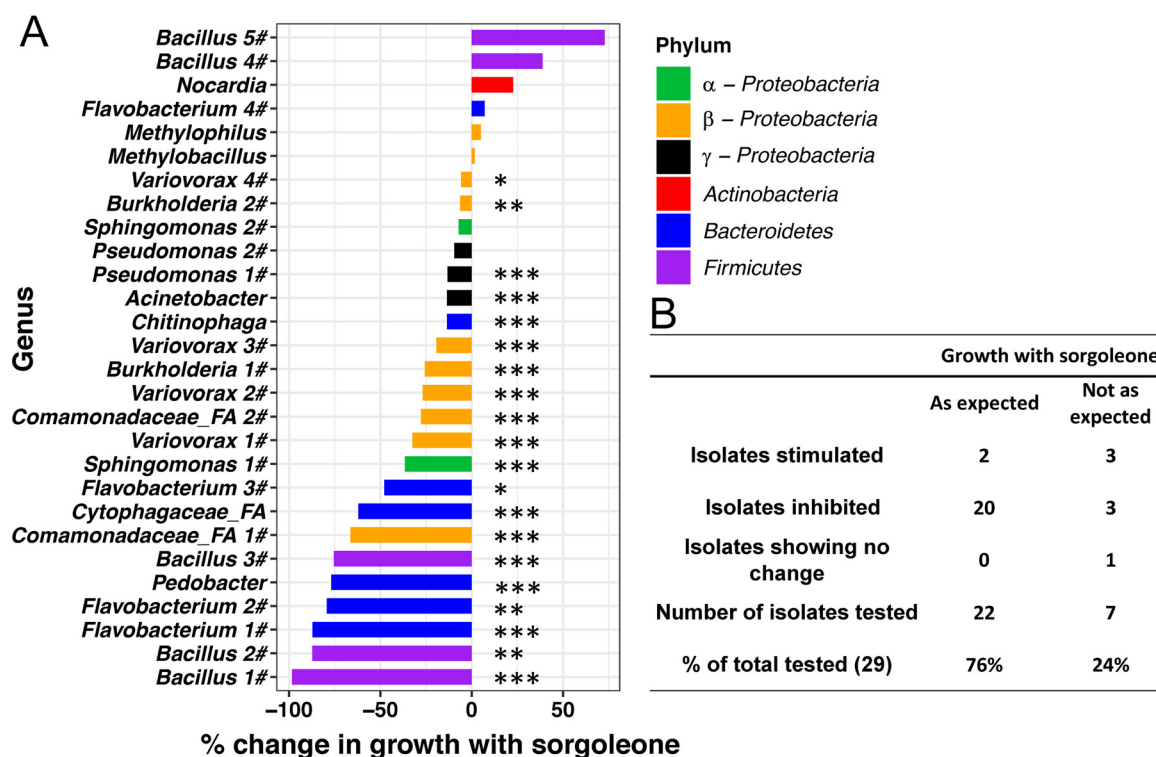 A
Genus
Bacillus 5#
Bacillus 4#
Nocardia
Flavobacterium 4#
Methylophilus
Methylobacillus
Variovorax 4# *
Burkholderia 2# **
Sphingomonas 2#
Pseudomonas 2#
Pseudomonas 1# ***
Acinetobacter ***
Chitinophaga ***
Variovorax 3# ***
Burkholderia 1# ***
Variovorax 2# ***
Comamonadaceae_FA 2# ***
Variovorax 1# ***
Sphingomonas 1# ***
Flavobacterium 3# *
Cytophagaceae_FA ***
Comamonadaceae_FA 1# ***
Bacillus 3# ***
Pedobacter ***
Flavobacterium 2# **
Flavobacterium 1# ***
Bacillus 2# **
Bacillus 1# ***
−100 −50 0 50
% change in growth with sorgoleone
Phylum
α – Proteobacteria
β – Proteobacteria
γ – Proteobacteria
Actinobacteria
Bacteroidetes
Firmicutes
B
Growth with sorgoleone
As expected Not as
expected
Isolates stimulated 2 3
Isolates inhibited 20 3
Isolates showing no
change 0 1
Number of isolates tested 22 7
% of total tested (29) 76% 24%